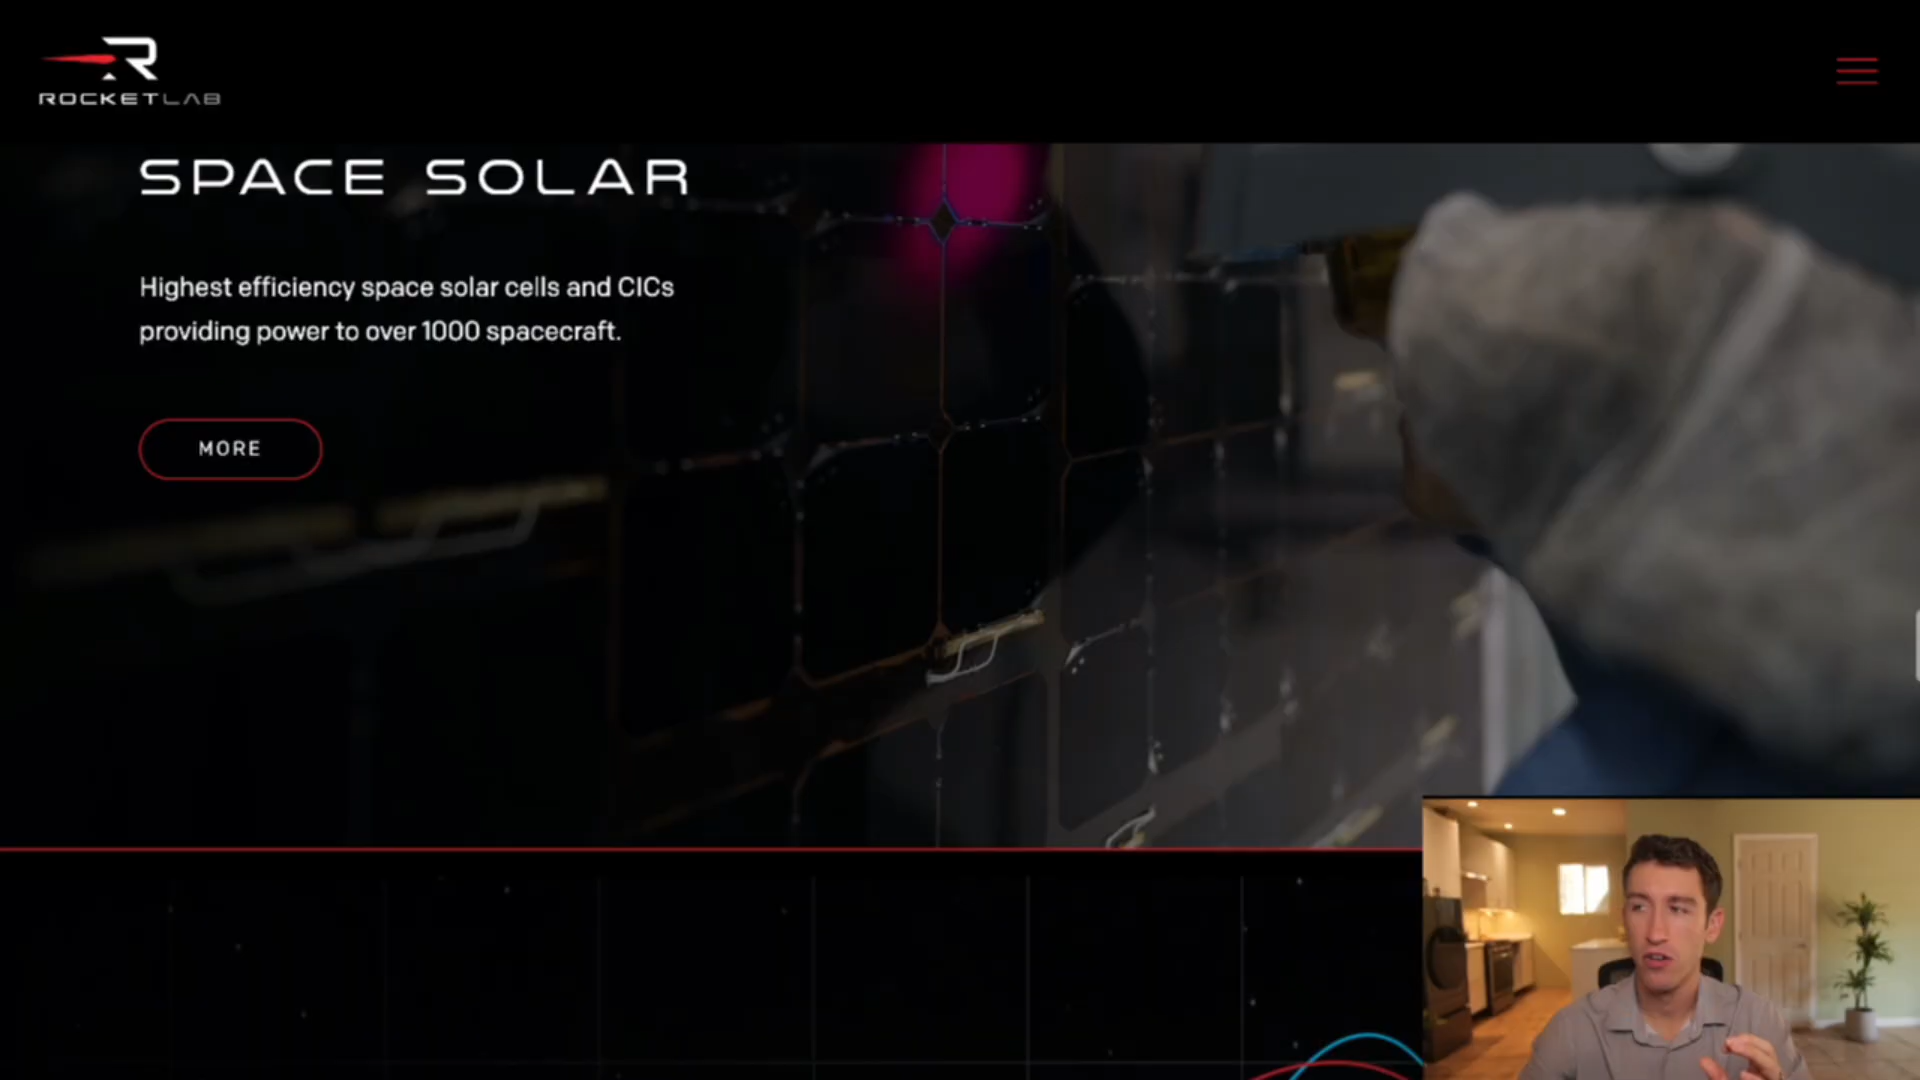 ROCKETLAB
SPACE SOLAR
Highest efficiency space solar cells and CICs
providing power to over 1000 spacecraft.
MORE